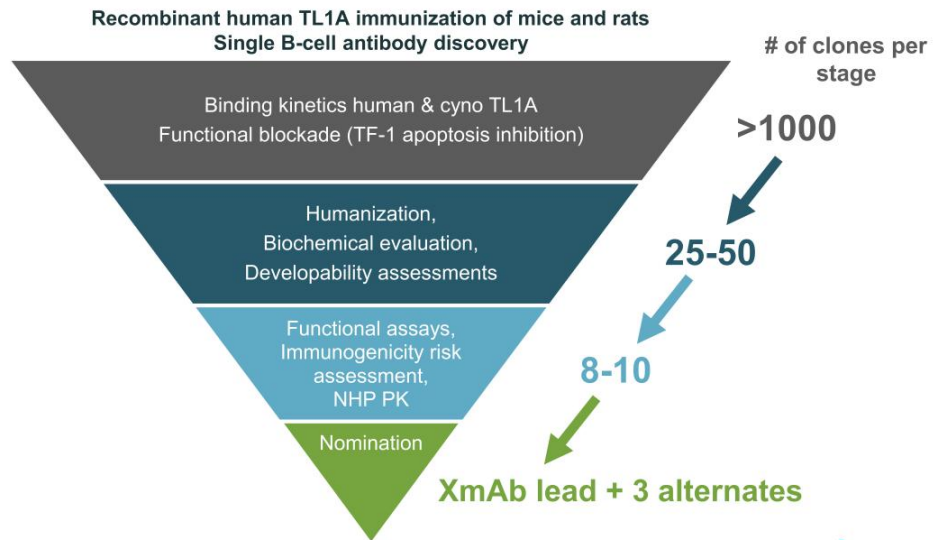 Recombinant human TL1A immunization of mice and rats
Single B-cell antibody discovery
# of clones per
stage
Binding kinetics human & cyno TL1A
Functional blockade (TF-1 apoptosis inhibition)
>1000
Humanization,
Biochemical evaluation,
Developability assessments
25-50
Functional assays,
Immunogenicity risk
assessment,
NHP PK
8-10
Nomination
XmAb lead + 3 alternates